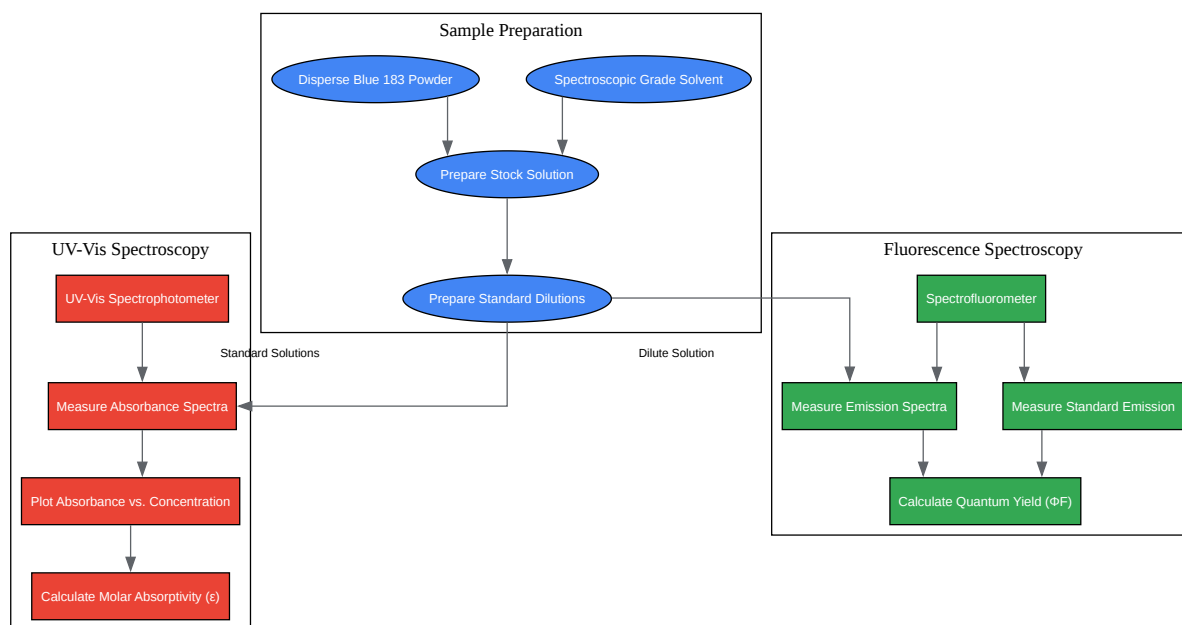 Sample Preparation
Disperse Blue 183 Powder
Spectroscopic Grade Solvent
Prepare Stock Solution
Prepare Standard Dilutions
UV-Vis Spectroscopy
UV-Vis Spectrophotometer
Standard Solutions
Measure Absorbance Spectra
Plot Absorbance vs. Concentration
Calculate Molar Absorptivity (ε)
Fluorescence Spectroscopy
Spectrofluorometer
Dilute Solution
Measure Emission Spectra
Measure Standard Emission
Calculate Quantum Yield (ΦF)